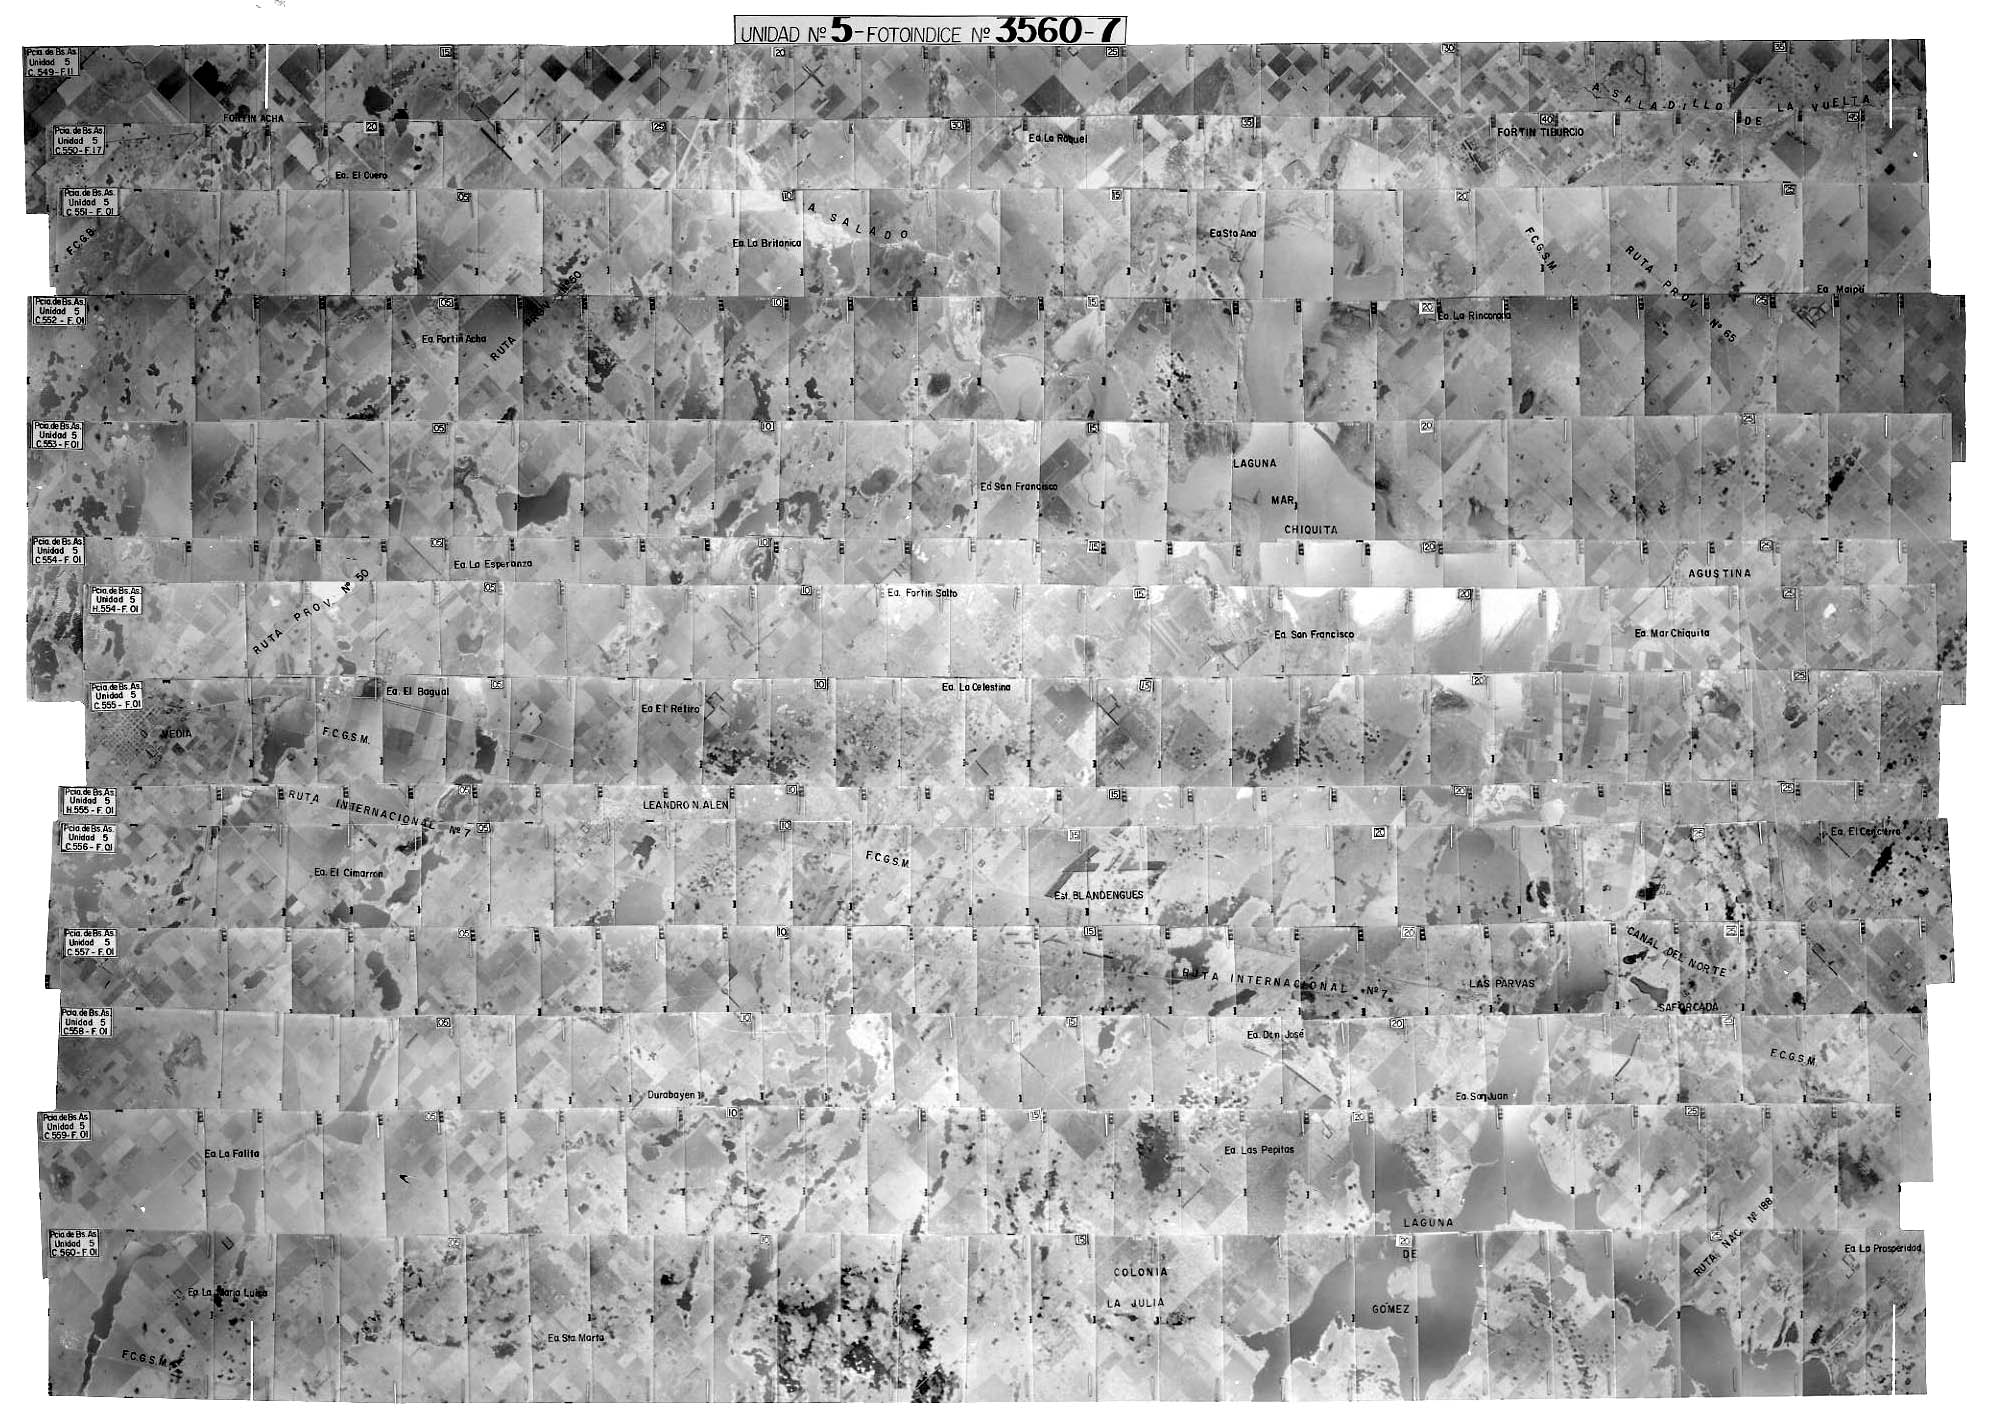 UNIDAD Nº 5-FOTOINDICE Nº 3560-7
Pcia. de Bs. As.
Unidad 5
C.549-F.11
15
20
25
30
35
FORTIN ACHA
Aº SALADILLO
LA VUELTA
DE
Pcia. de Bs. As.
Unidad 5
C.550-F.17
20
25
30
35
40
45
Ea. La Raquel
FORTIN TIBURCIO
Ea. El Cuero
Pcia. de Bs. As.
Unidad 5
C.551-F.01
05
10
15
20
25
F.C.G.B.
Aº SALADO
Ea. La Britanica
Ea Sta Ana
F.C.G.S.M.
RUTA PROV. Nº 65
RUTA PROV. Nº 50
Ea. Maipú
Pcia. de Bs. As.
Unidad 5
C.552-F.01
05
10
15
20
25
Ea. Fortin Acha
Ea. La Rinconada
Pcia. de Bs. As.
Unidad 5
C.553-F.01
05
10
15
20
25
LAGUNA
MAR
CHIQUITA
Ea San Francisco
Pcia. de Bs. As.
Unidad 5
C.554-F.01
05
10
15
20
25
Ea. La Esperanza
AGUSTINA
Pcia. de Bs. As.
Unidad 5
H.554-F.01
05
10
15
20
25
RUTA PROV. Nº 50
Ea. Fortin Salto
Ea. San Francisco
Ea. Mar Chiquita
Pcia. de Bs. As.
Unidad 5
C.555-F.01
05
10
15
20
25
Ea. El Bagual
Ea. La Celestina
Ea El Retiro
VEDIA
F.C.G.S.M.
Pcia. de Bs. As.
Unidad 5
H.555-F.01
05
10
15
20
25
RUTA INTERNACIONAL Nº 7
LEANDRO N. ALEN
Pcia. de Bs. As.
Unidad 5
C.556-F.01
05
10
15
20
25
Ea. El Cencerro
F.C.G.S.M.
Ea. El Cimarron
Est. BLANDENGUES
Pcia. de Bs. As.
Unidad 5
C.557-F.01
05
10
15
20
25
CANAL DEL NORTE
RUTA INTERNACIONAL Nº 7
LAS PARVAS
SAFORCADA
Pcia. de Bs. As.
Unidad 5
C.558-F.01
05
10
15
20
25
Ea. Don José
F.C.G.S.M.
Durabayen
Ea. San Juan
Pcia. de Bs. As.
Unidad 5
C.559-F.01
05
10
15
20
25
Ea. La Falita
Ea. Las Pepitas
LAGUNA
DE
GOMEZ
RUTA NAC. Nº 188
Pcia. de Bs. As.
Unidad 5
C.560-F.01
05
10
15
20
25
Ea. La Prosperidad
COLONIA
LA JULIA
Ea. La Maria Luisa
Ea. Sta. Marta
F.C.G.S.M.